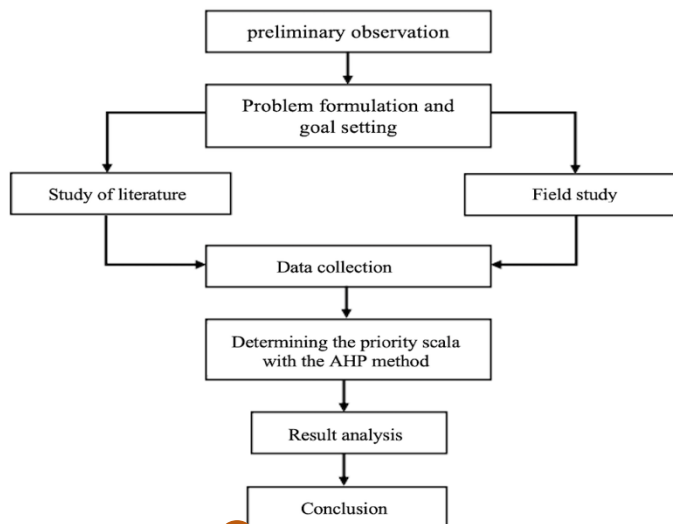 preliminary observation
Problem formulation and
goal setting
Study of literature
Field study
Data collection
Determining the priority scala
with the AHP method
Result analysis
Conclusion